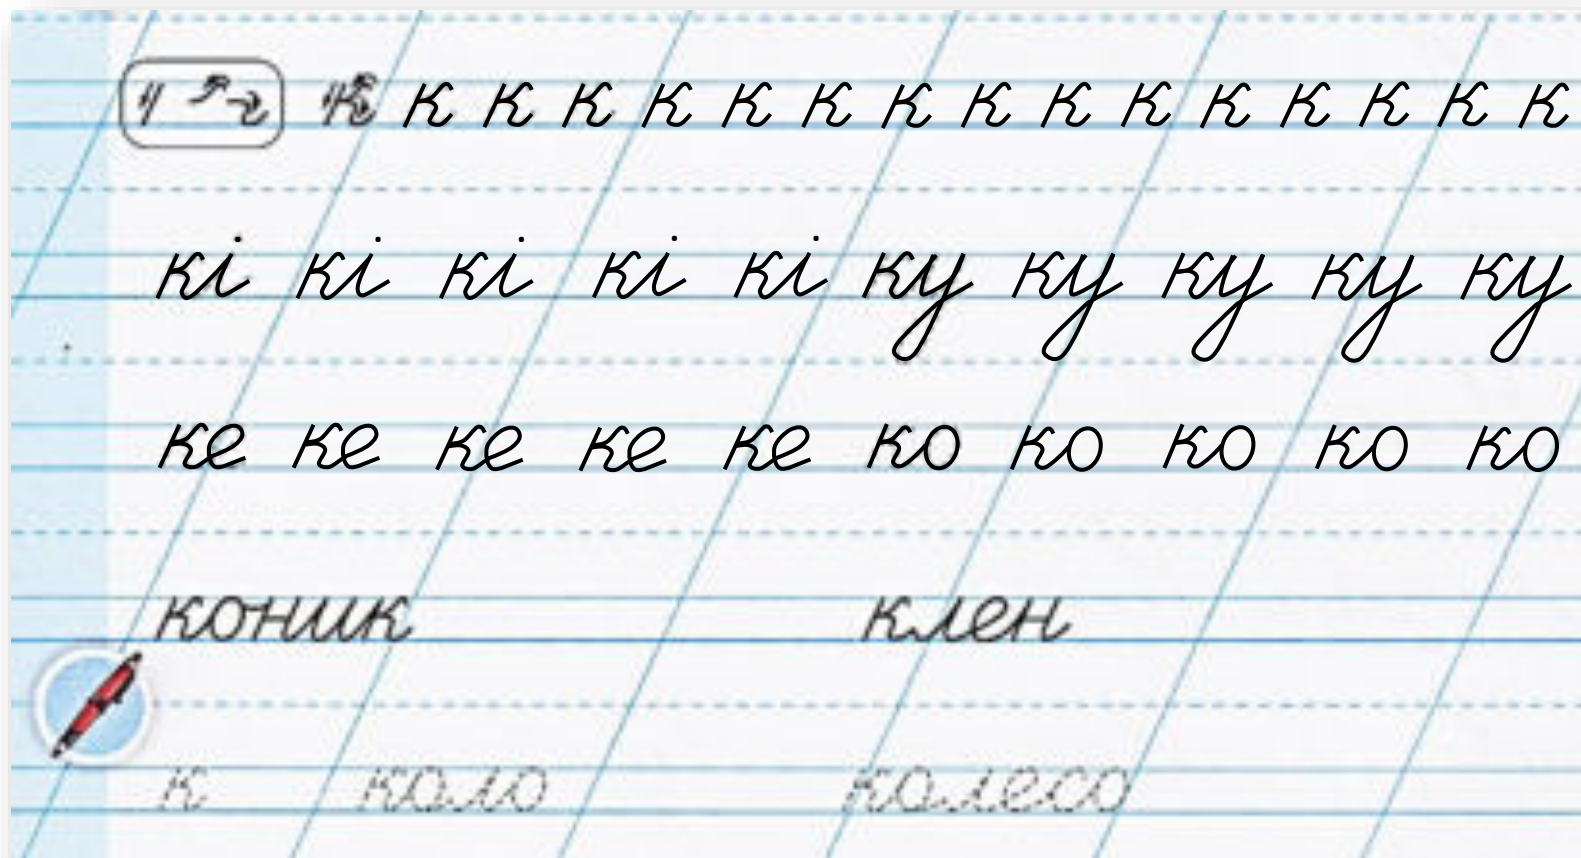 к к к к к к к к к к к к к к к к
кі кі кі кі кі ку ку ку ку ку
ке ке ке ке ке ко ко ко ко ко
коник клен
к коло колесо